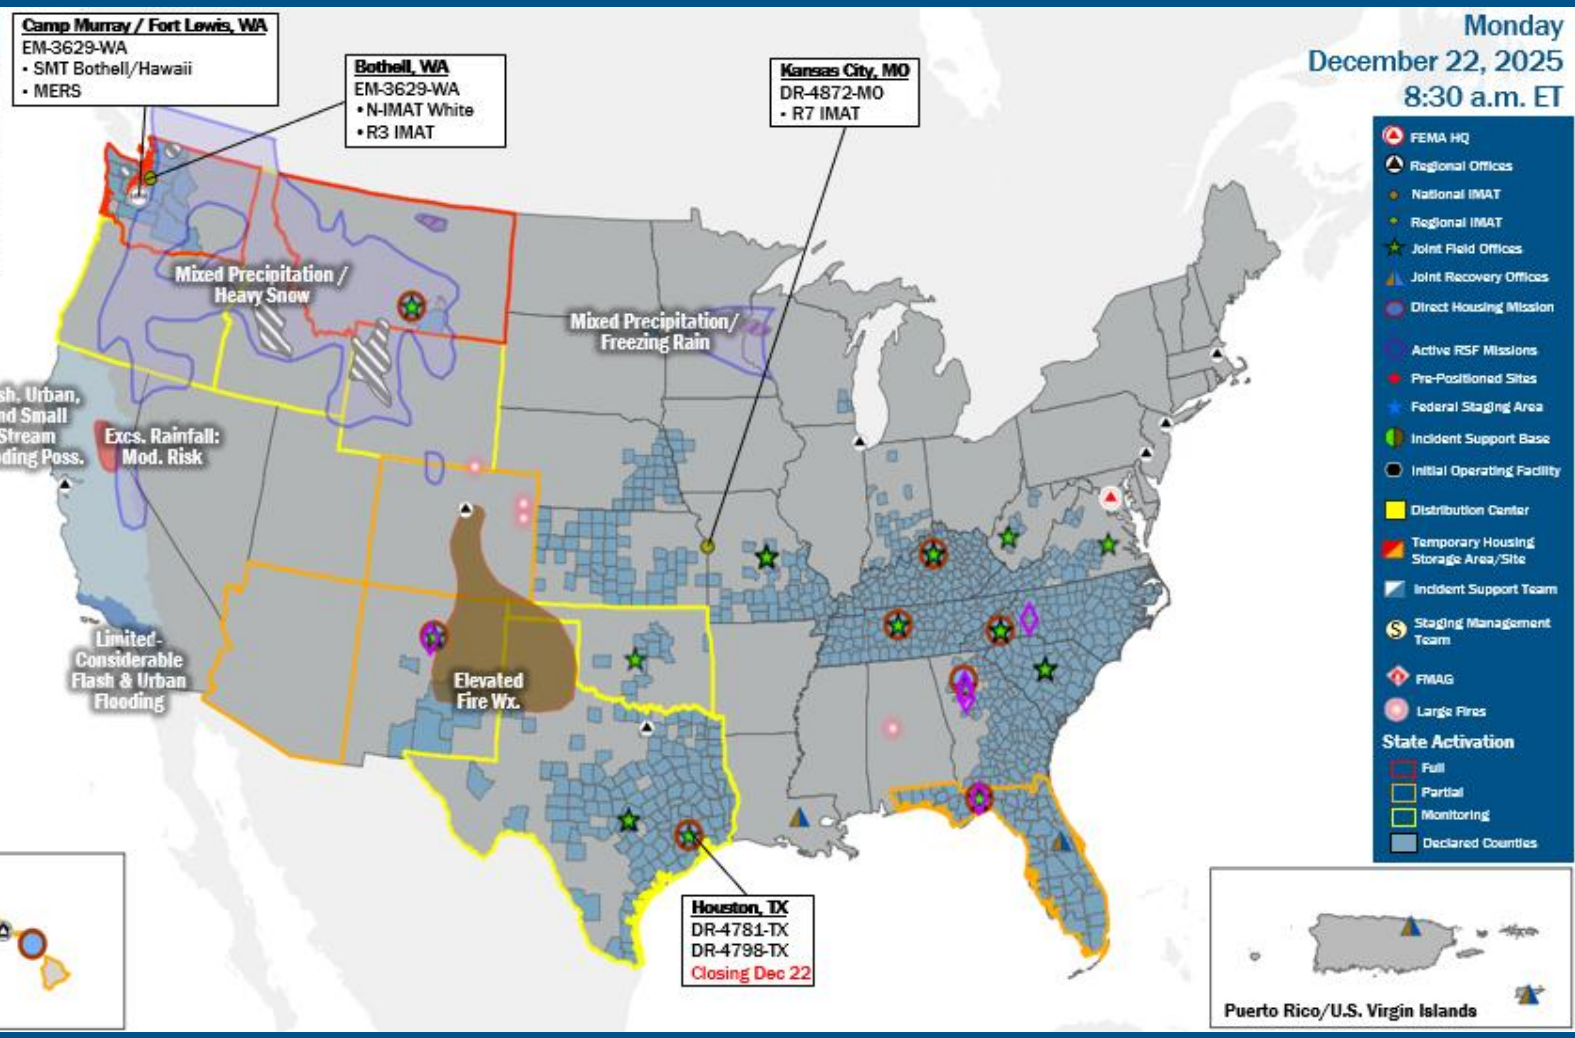 Camp Murray / Fort Lewis, WA
EM-3629-WA
• SMT Bothell/Hawaii
• MERS
Bothell, WA
EM-3629-WA
• N-IMAT White
• R3 IMAT
Kansas City, MO
DR-4872-MO
• R7 IMAT
Monday
December 22, 2025
8:30 a.m. ET
Mixed Precipitation /
Heavy Snow
Mixed Precipitation/
Freezing Rain
sh, Urban,
nd Small
Stream
ding Poss.
Excs. Rainfall:
Mod. Risk
Limited-
Considerable
Flash & Urban
Flooding
Elevated
Fire Wx.
Houston, TX
DR-4781-TX
DR-4798-TX
Closing Dec 22
FEMA HQ
Regional Offices
National IMAT
Regional IMAT
Joint Field Offices
Joint Recovery Offices
Direct Housing Mission
Active RSF Missions
Pre-Positioned Sites
Federal Staging Area
Incident Support Base
Initial Operating Facility
Distribution Center
Temporary Housing
Storage Area/Site
Incident Support Team
S
Staging Management
Team
FMAG
Large Fires
State Activation
Full
Partial
Monitoring
Declared Counties
Puerto Rico/U.S. Virgin Islands